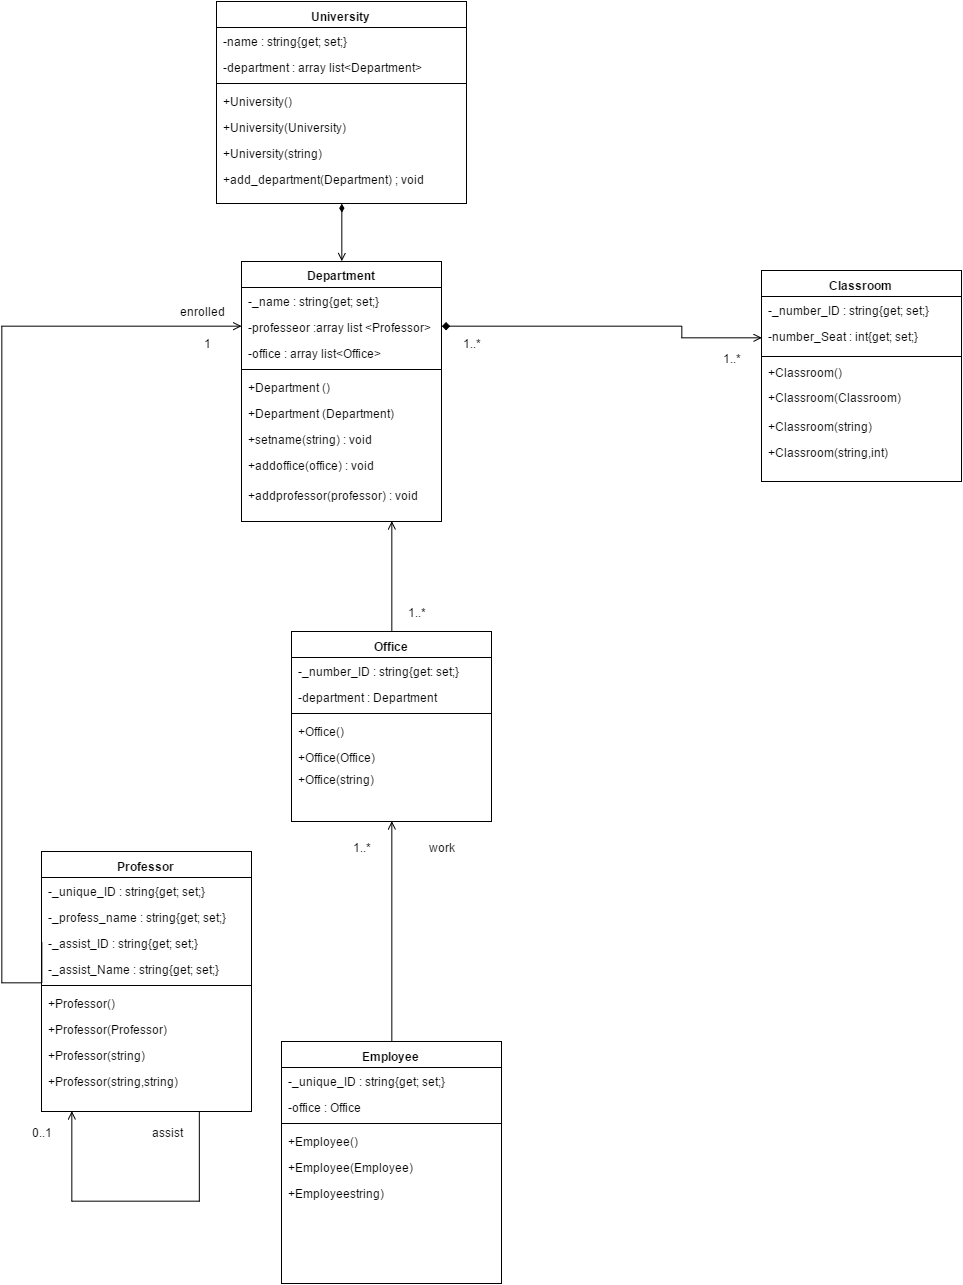 University
-name : string{get; set;}
-department : array list<Department>
+University()
+University(University)
+University(string)
+add_department(Department) ; void
Department
-_name : string{get; set;}
-professeor :array list <Professor>
-office : array list<Office>
+Department ()
+Department (Department)
+setname(string) : void
+addoffice(office) : void
+addprofessor(professor) : void
enrolled
1
1..*
1..*
Classroom
-_number_ID : string{get; set;}
-number_Seat : int{get; set;}
+Classroom()
+Classroom(Classroom)
+Classroom(string)
+Classroom(string,int)
1..*
Office
-_number_ID : string{get: set;}
-department : Department
+Office()
+Office(Office)
+Office(string)
1..*
work
Professor
-_unique_ID : string{get; set;}
-_profess_name : string{get; set;}
-_assist_ID : string{get; set;}
-_assist_Name : string{get; set;}
+Professor()
+Professor(Professor)
+Professor(string)
+Professor(string,string)
0..1
assist
Employee
-_unique_ID : string{get; set;}
-office : Office
+Employee()
+Employee(Employee)
+Employeestring)